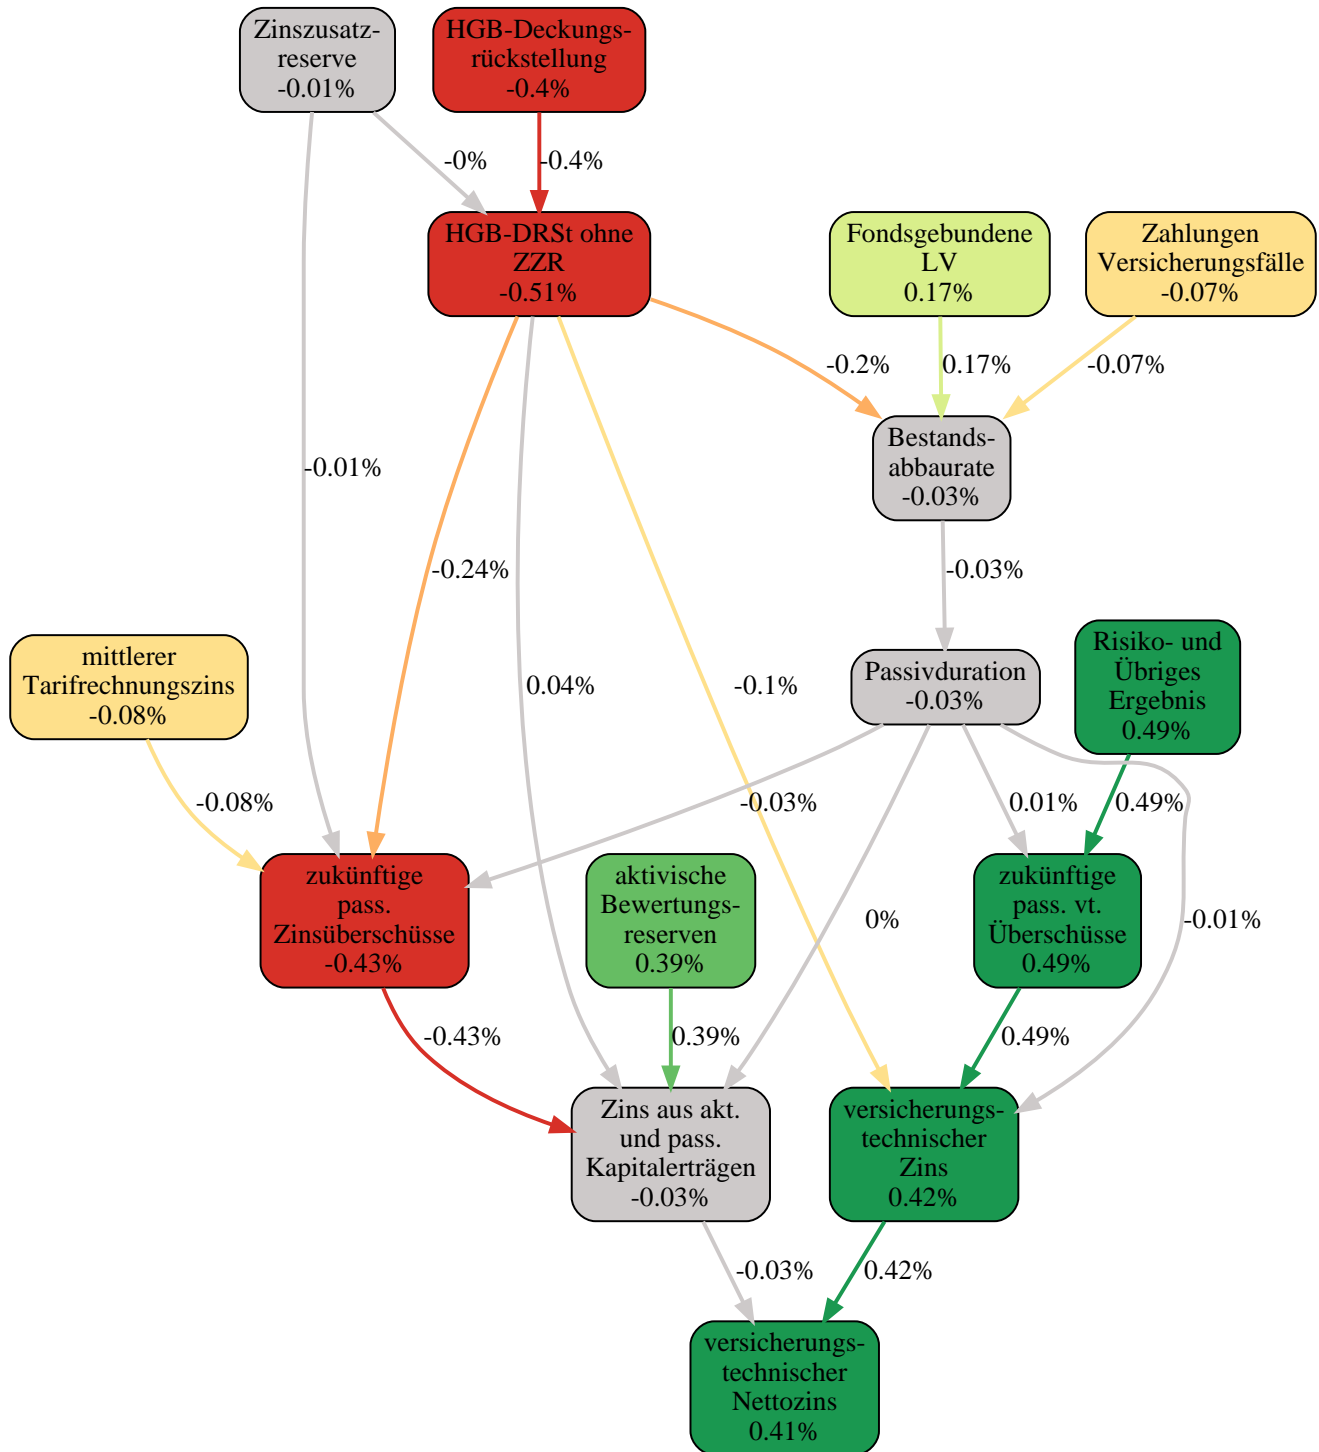 Zinszusatz-
reserve
-0.01%
HGB-Deckungs-
rückstellung
-0.4%
-0%
-0.4%
HGB-DRSt ohne
ZZR
-0.51%
Fondsgebundene
LV
0.17%
Zahlungen
Versicherungsfälle
-0.07%
-0.2%
0.17%
-0.07%
Bestands-
abbaurate
-0.03%
-0.01%
-0.24%
-0.03%
mittlerer
Tarifrechnungszins
-0.08%
0.04%
-0.1%
Passivduration
-0.03%
Risiko- und
Übriges
Ergebnis
0.49%
-0.08%
-0.03%
0.01%
0.49%
zukünftige
pass.
Zinsüberschüsse
-0.43%
aktivische
Bewertungs-
reserven
0.39%
0%
zukünftige
pass. vt.
Überschüsse
0.49%
-0.01%
-0.43%
0.39%
0.49%
Zins aus akt.
und pass.
Kapitalerträgen
-0.03%
versicherungs-
technischer
Zins
0.42%
-0.03%
0.42%
versicherungs-
technischer
Nettozins
0.41%